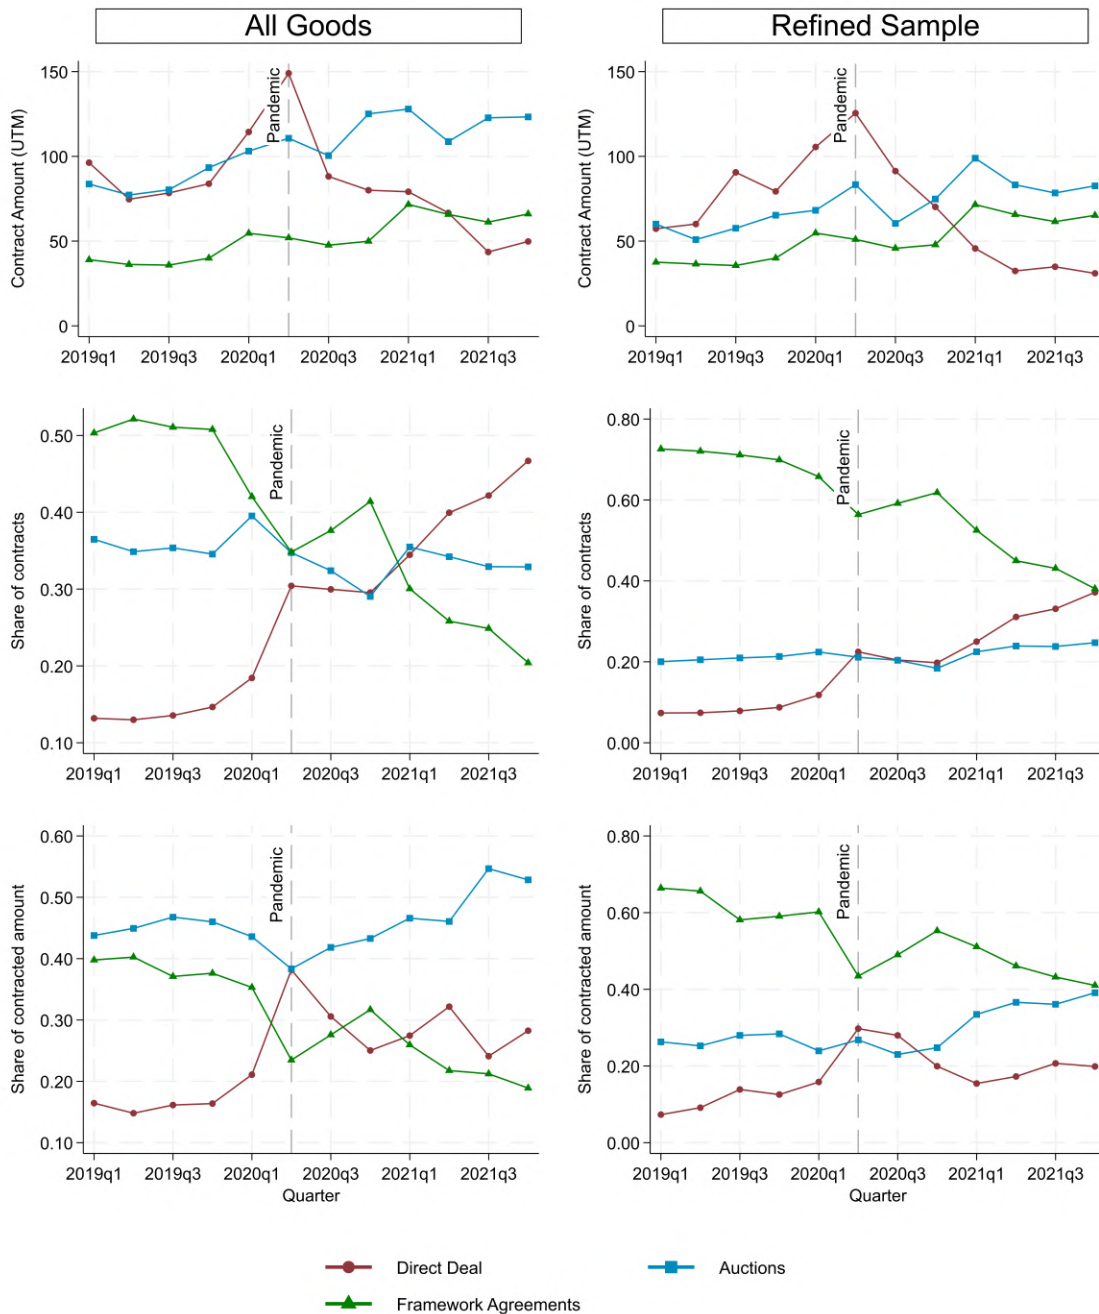 All Goods
Refined Sample
Contract Amount (UTM)
150
100
50
0
Pandemic
2019q1 2019q3 2020q1 2020q3 2021q1 2021q3
Contract Amount (UTM)
150
100
50
0
Pandemic
2019q1 2019q3 2020q1 2020q3 2021q1 2021q3
Share of contracts
0.50
0.40
0.30
0.20
0.10
Pandemic
2019q1 2019q3 2020q1 2020q3 2021q1 2021q3
Share of contracts
0.80
0.60
0.40
0.20
0.00
Pandemic
2019q1 2019q3 2020q1 2020q3 2021q1 2021q3
Share of contracted amount
0.60
0.50
0.40
0.30
0.20
0.10
Pandemic
2019q1 2019q3 2020q1 2020q3 2021q1 2021q3
Quarter
Share of contracted amount
0.80
0.60
0.40
0.20
0.00
Pandemic
2019q1 2019q3 2020q1 2020q3 2021q1 2021q3
Quarter
Direct Deal
Auctions
Framework Agreements